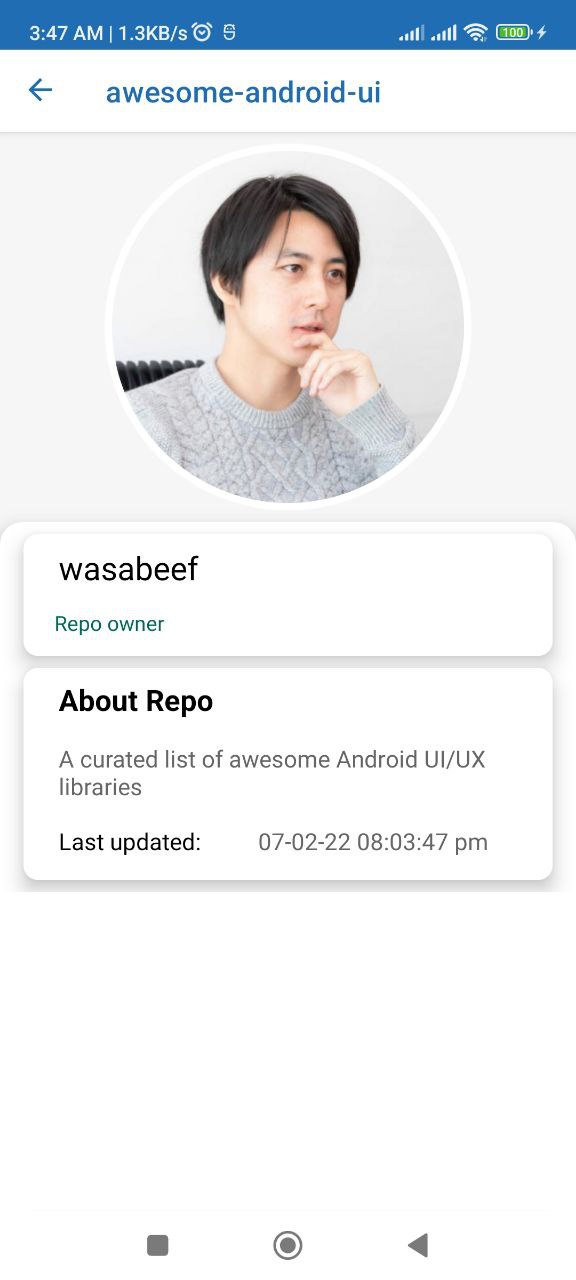 3:47 AM | 1.3KB/s
100
awesome-android-ui
wasabeef
Repo owner
About Repo
A curated list of awesome Android UI/UX
libraries
Last updated: 07-02-22 08:03:47 pm